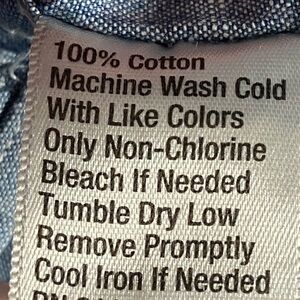 100% Cotton
Machine Wash Cold
With Like Colors
Only Non-Chlorine
Bleach If Needed
Tumble Dry Low
Remove Promptly
Cool Iron If Needed